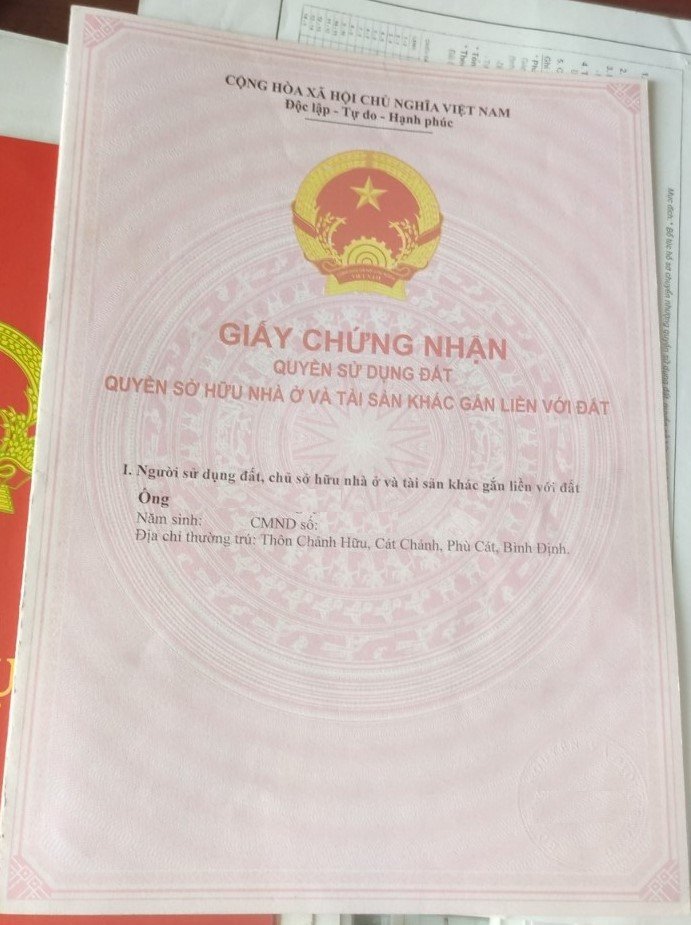 CỘNG HÒA XÃ HỘI CHỦ NGHĨA VIỆT NAM
Độc lập - Tự do - Hạnh phúc
GIẤY CHỨNG NHẬN
QUYỀN SỬ DỤNG ĐẤT
QUYỀN SỞ HỮU NHÀ Ở VÀ TÀI SẢN KHÁC GẮN LIỀN VỚI ĐẤT
I. Người sử dụng đất, chủ sở hữu nhà ở và tài sản khác gắn liền với đất
Ông
Năm sinh: CMND số:
Địa chỉ thường trú: Thôn Chánh Hữu, Cát Chánh, Phù Cát, Bình Định.